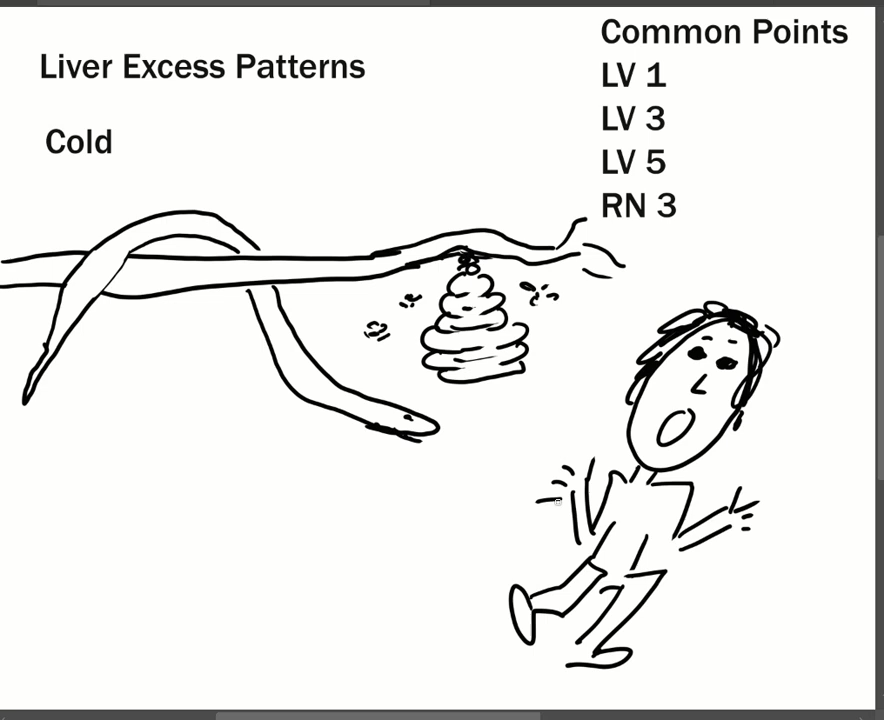 Liver Excess Patterns
Cold
Common Points
LV 1
LV 3
LV 5
RN 3